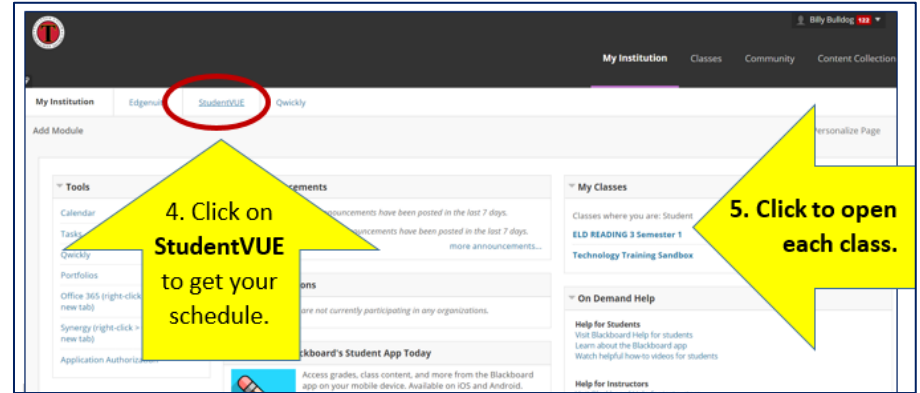 T
Billy Bulldog 122
My Institution Classes Community Content Collection
My Institution Edgenuity StudentVUE Qwickly
Add Module
Personalize Page
Tools
Calendar
Tasks
Qwickly
Portfolios
Office 365 (right-click
new tab)
Synergy (right-click >
new tab)
Application Authoriz
4. Click on
StudentVUE
to get your
schedule.
ements
ouncements have been posted in the last 7 days.
ouncements have been posted in the last 7 days.
more announcements...
ons
are not currently participating in any organizations.
ckboard's Student App Today
Access grades, class content, and more from the Blackboard
app on your mobile device. Available on iOS and Android.
My Classes
Classes where you are: Student
ELD READING 3 Semester 1
Technology Training Sandbox
5. Click to open
each class.
On Demand Help
Help for Students
Visit Blackboard Help for students
Learn about the Blackboard app
Watch helpful how-to videos for students
Help for Instructors